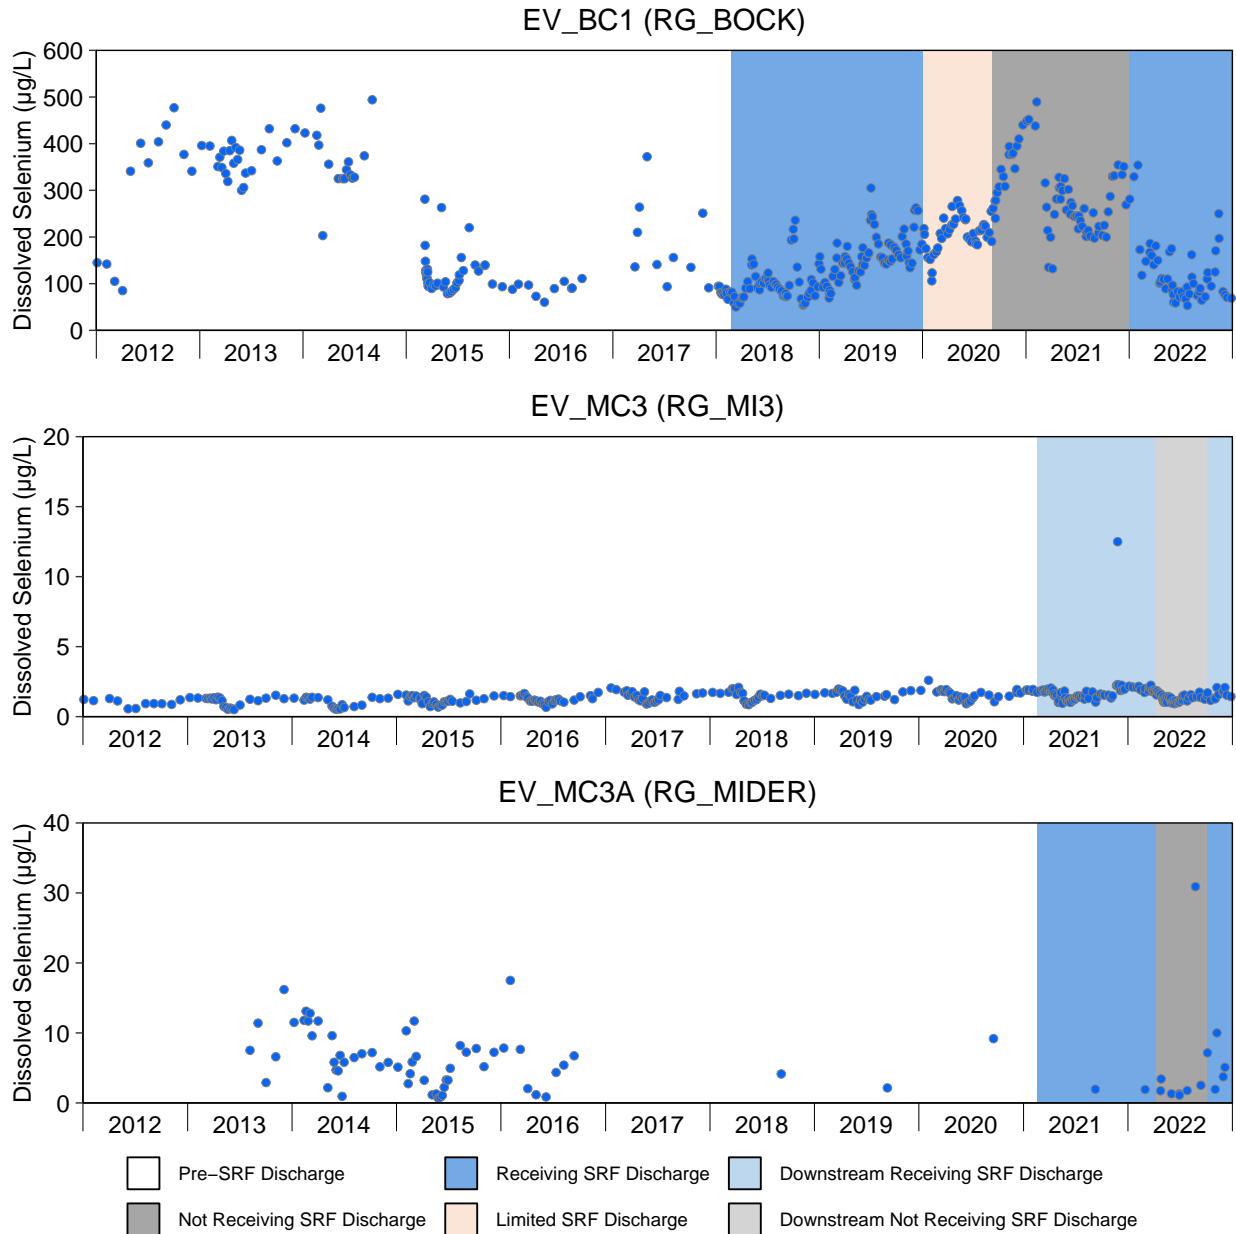 EV_BC1 (RG_BOCK)
Dissolved Selenium (µg/L)
600
500
400
300
200
100
0
2012 2013 2014 2015 2016 2017 2018 2019 2020 2021 2022
EV_MC3 (RG_MI3)
Dissolved Selenium (µg/L)
20
15
10
5
0
2012 2013 2014 2015 2016 2017 2018 2019 2020 2021 2022
EV_MC3A (RG_MIDER)
Dissolved Selenium (µg/L)
40
30
20
10
0
2012 2013 2014 2015 2016 2017 2018 2019 2020 2021 2022
Pre−SRF Discharge Receiving SRF Discharge Downstream Receiving SRF Discharge
Not Receiving SRF Discharge Limited SRF Discharge Downstream Not Receiving SRF Discharge